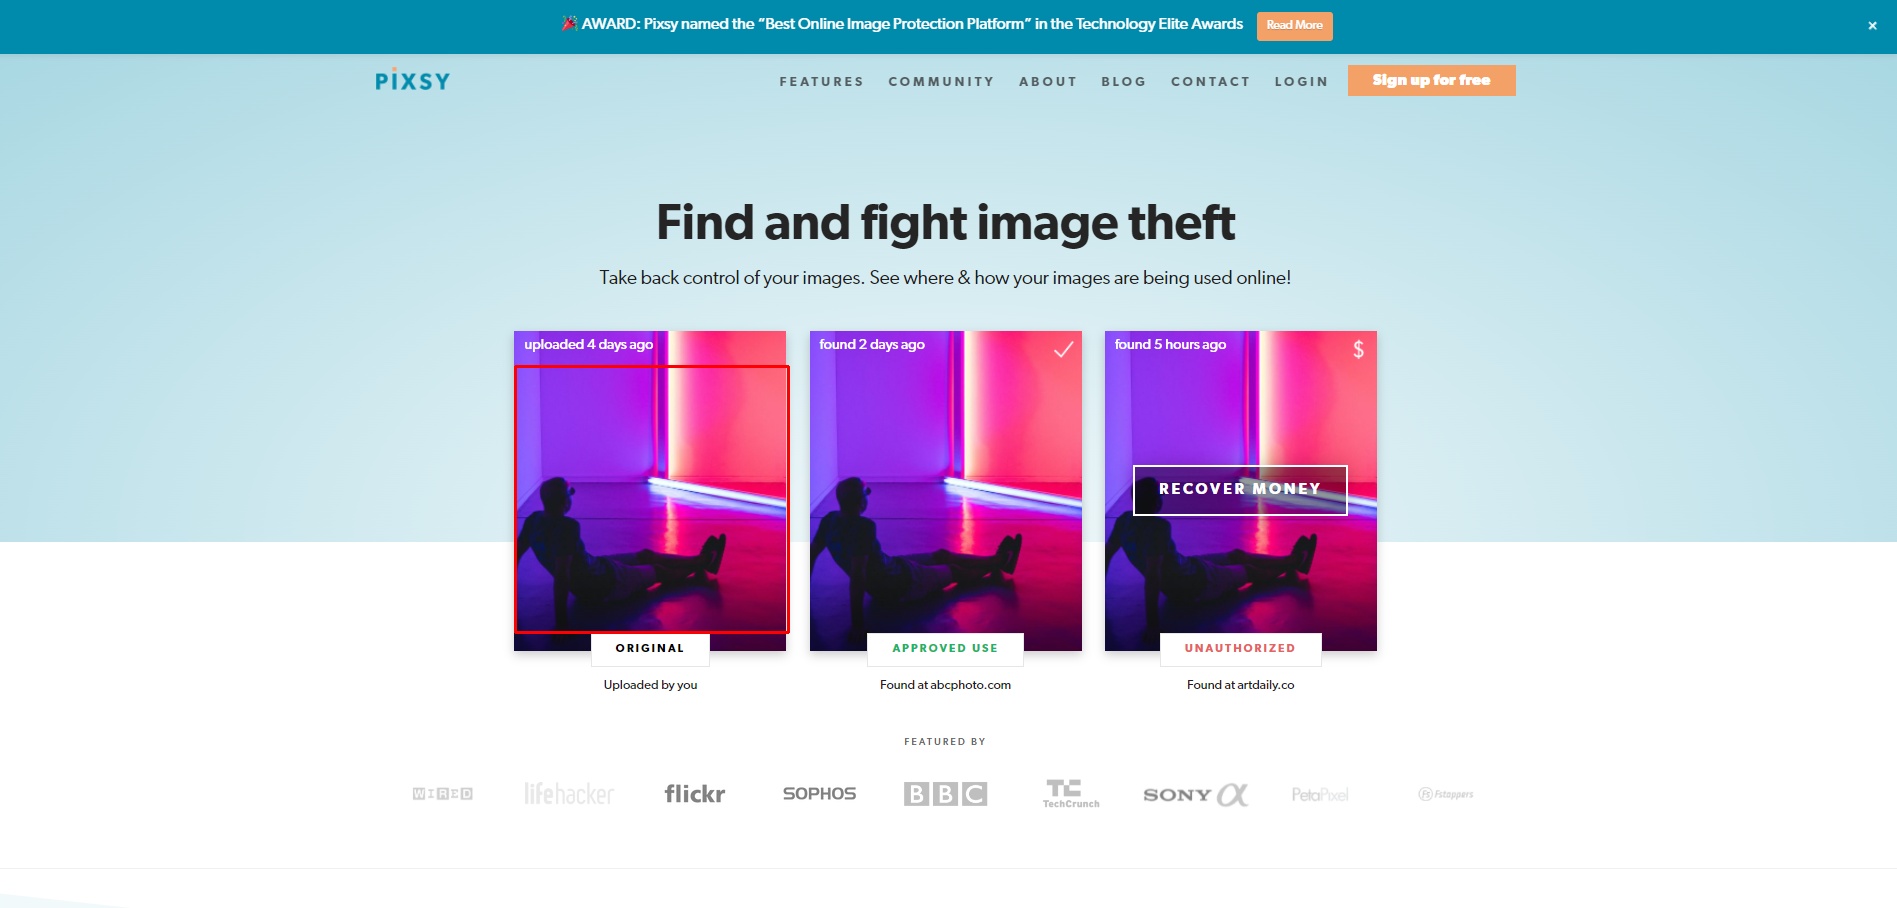 AWARD: Pixsy named the “Best Online Image Protection Platform” in the Technology Elite Awards
Read More
×
PIXSY
FEATURES
COMMUNITY
ABOUT
BLOG
CONTACT
LOGIN
Sign up for free
Find and fight image theft
Take back control of your images. See where & how your images are being used online!
uploaded 4 days ago
found 2 days ago
found 5 hours ago
$
RECOVER MONEY
ORIGINAL
APPROVED USE
UNAUTHORIZED
Uploaded by you
Found at abcphoto.com
Found at artdaily.co
FEATURED BY
WIRED
lifehacker
flickr
SOPHOS
BBC
TC
TechCrunch
SONY α
PetaPixel
Fs Fstoppers